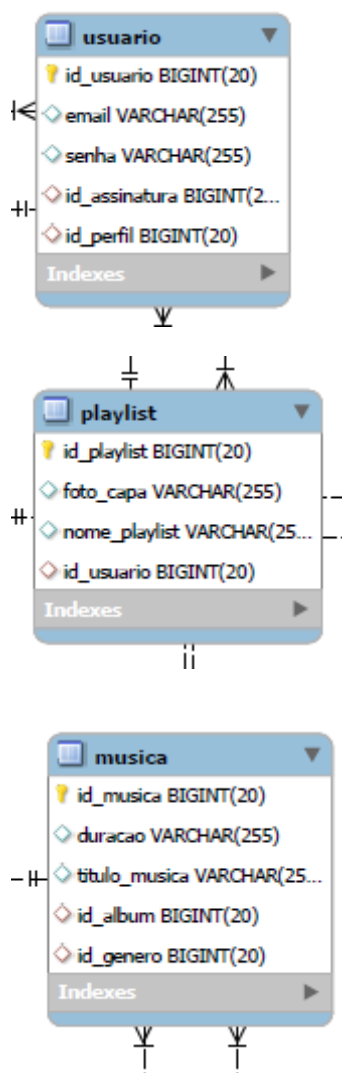 usuario
id_usuario BIGINT(20)
email VARCHAR(255)
senha VARCHAR(255)
id_assinatura BIGINT(2...
id_perfil BIGINT(20)
Indexes
playlist
id_playlist BIGINT(20)
foto_capa VARCHAR(255)
nome_playlist VARCHAR(25...
id_usuario BIGINT(20)
Indexes
musica
id_musica BIGINT(20)
duracao VARCHAR(255)
titulo_musica VARCHAR(25...
id_album BIGINT(20)
id_genero BIGINT(20)
Indexes